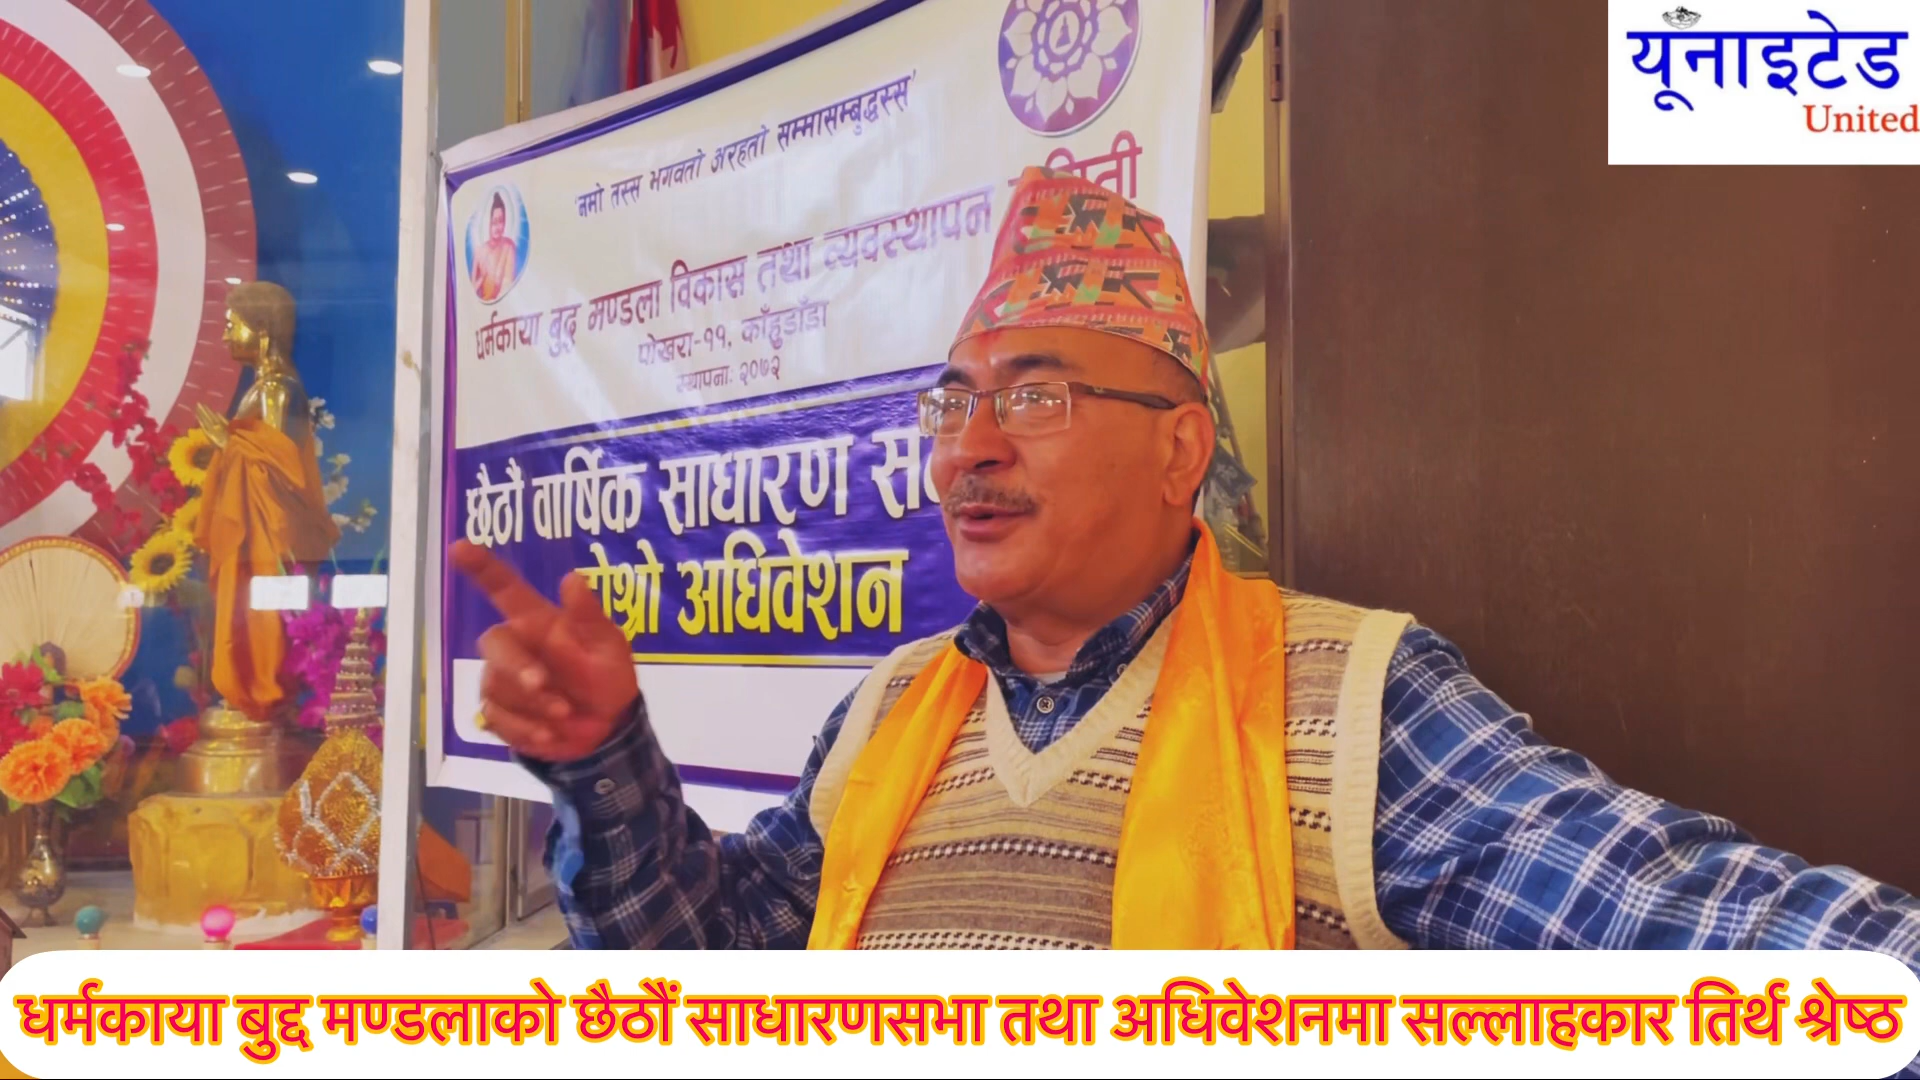 यूनाइटेड
United
'नमो तस्स भगवतो अरहतो सम्मासम्बुद्धस्स'
धर्मकाया बुद्ध मण्डला विकास तथा व्यवस्थापन
पोखरा-११, काँहुडाँडा
स्थापना: २०७२
छैठौं वार्षिक साधारण
अधिवेशन
धर्मकाया बुद्द मण्डलाको छैठौं साधारणसभा तथा अधिवेशनमा सल्लाहकार तिर्थ श्रेष्ठ